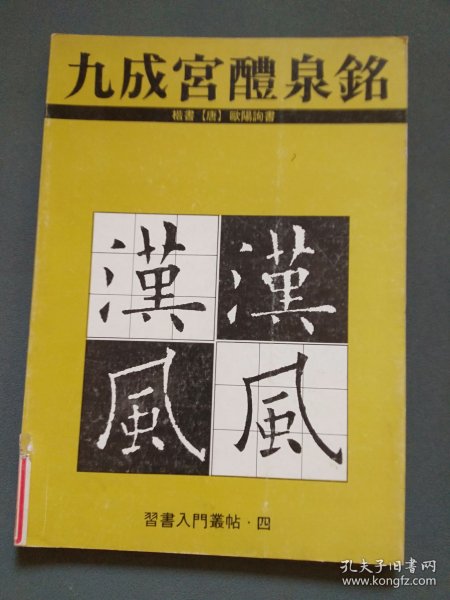 九成宮醴泉銘
楷書【唐】歐陽詢書
漢 漢
風 風
習書入門叢帖·四
孔夫子旧书网
www.kongfz.com